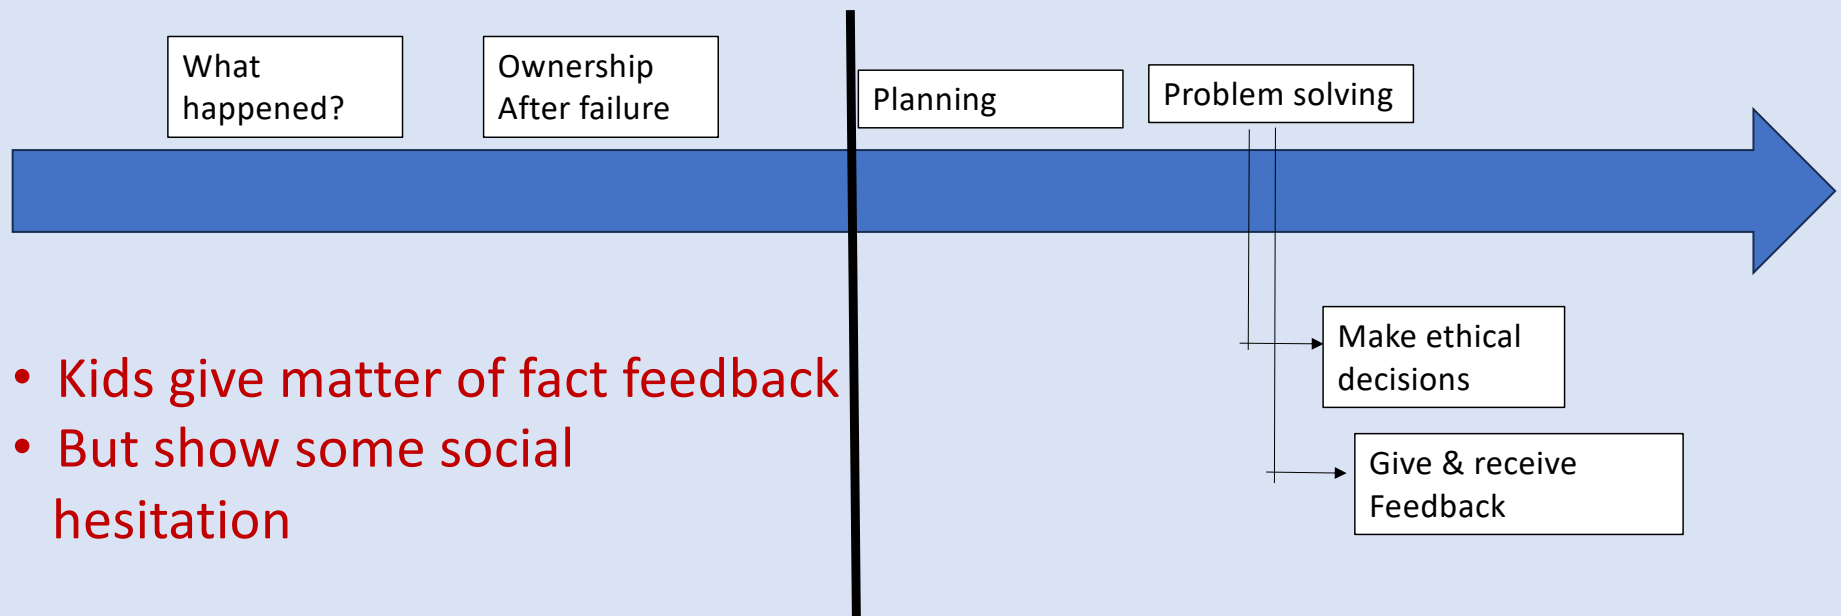 What
happened?
Ownership
After failure
Planning
Problem solving
Make ethical
decisions
Give & receive
Feedback
• Kids give matter of fact feedback
• But show some social
hesitation